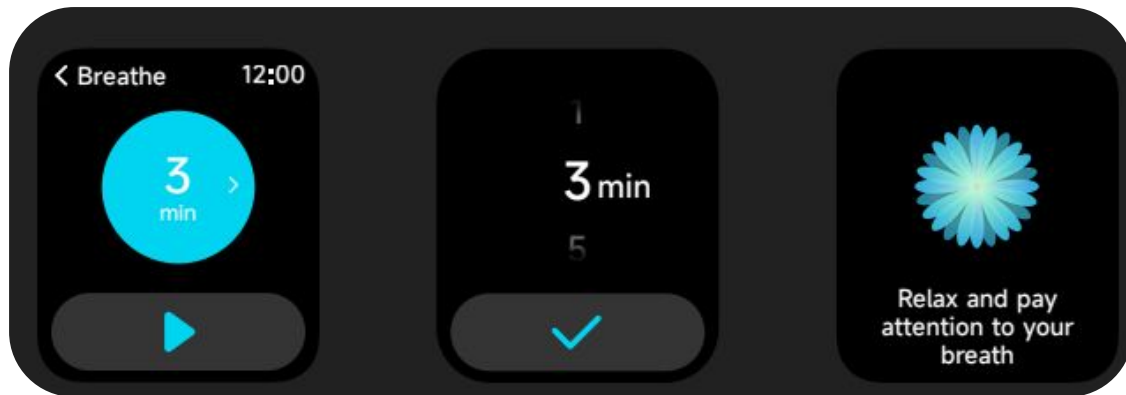 Breathe 12:00
3
min
1
3 min
5
Relax and pay
attention to your
breath